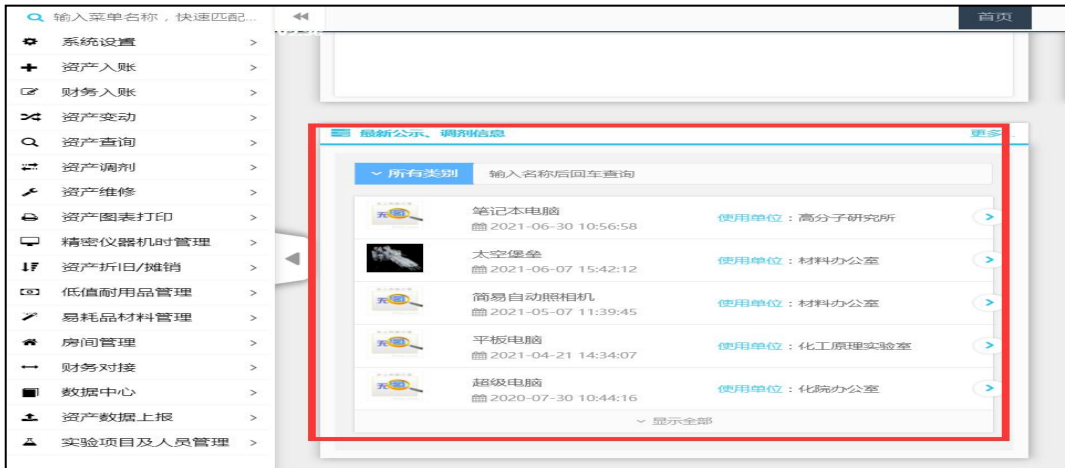 输入菜单名称，快速匹配...
首页
系统设置
资产入账
财务入账
资产变动
资产查询
资产调剂
资产维修
资产图表打印
精密仪器机时管理
资产折旧/摊销
低值耐用品管理
易耗品材料管理
房间管理
财务对接
数据中心
资产数据上报
实验项目及人员管理
最新公示、调剂信息 更多...
所有类别 输入名称后回车查询
笔记本电脑
2021-06-30 10:56:58
使用单位：高分子研究所
太空堡垒
2021-06-07 15:42:12
使用单位：材料办公室
简易自动照相机
2021-05-07 11:39:45
使用单位：材料办公室
平板电脑
2021-04-21 14:34:07
使用单位：化工原理实验室
超级电脑
2020-07-30 10:44:16
使用单位：化院办公室
显示全部